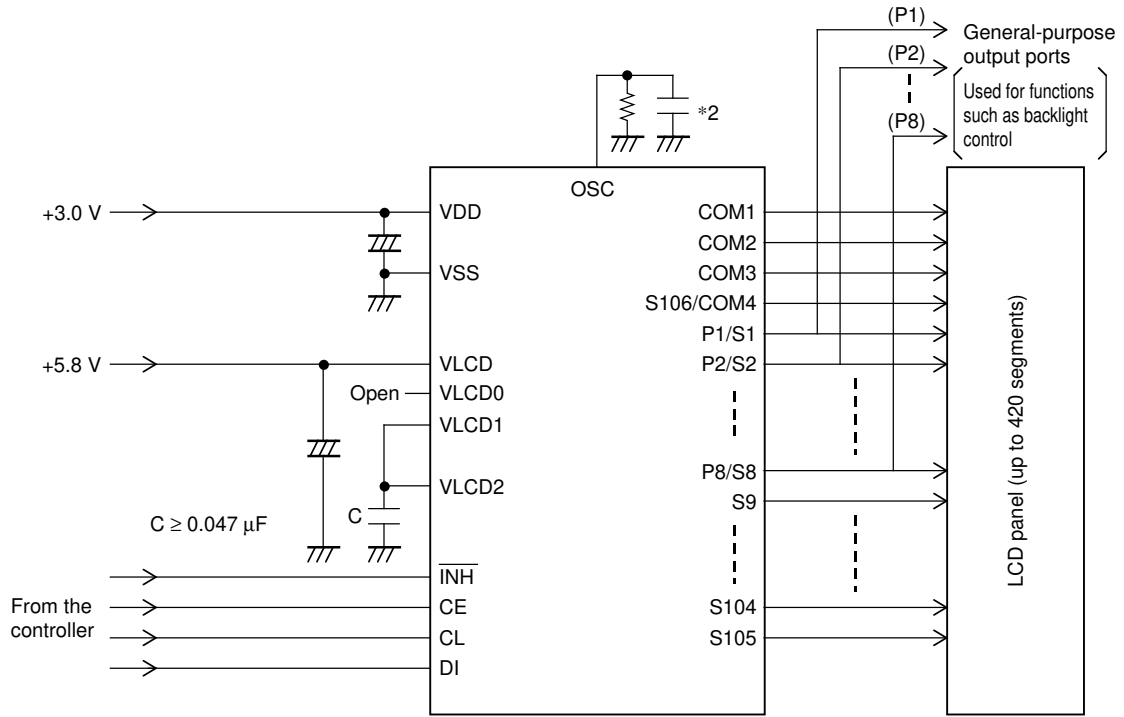 (P1)
General-purpose
output ports
(P2)
Used for functions
such as backlight
control
(P8)
*2
OSC
+3.0 V
VDD
VSS
+5.8 V
VLCD
Open
VLCD0
VLCD1
VLCD2
C
C ≥ 0.047 μF
From the
controller
INH
CE
CL
DI
COM1
COM2
COM3
S106/COM4
P1/S1
P2/S2
P8/S8
S9
S104
S105
LCD panel (up to 420 segments)